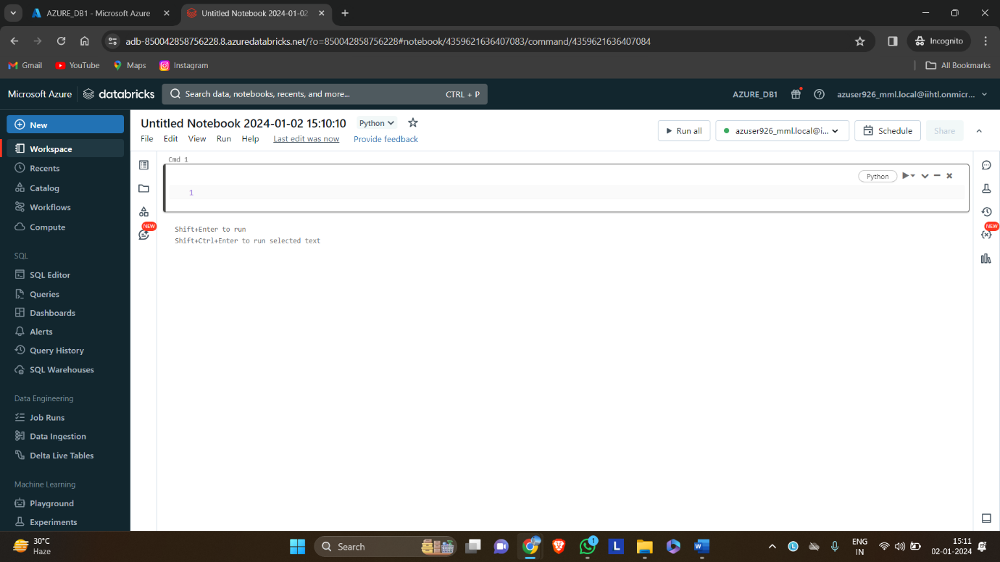 AZURE_DB1 - Microsoft Azure
Untitled Notebook 2024-01-02
adb-850042858756228.8.azuredatabricks.net/?o=850042858756228#notebook/4359621636407083/command/4359621636407084
Incognito
Gmail
YouTube
Maps
Instagram
All Bookmarks
Microsoft Azure
databricks
Search data, notebooks, recents, and more...
CTRL + P
AZURE_DB1
azuser926_mml.local@iihtl.onmicr...
New
Workspace
Recents
Catalog
Workflows
Compute
SQL
SQL Editor
Queries
Dashboards
Alerts
Query History
SQL Warehouses
Data Engineering
Job Runs
Data Ingestion
Delta Live Tables
Machine Learning
Playground
Experiments
Untitled Notebook 2024-01-02 15:10:10
Python
File Edit View Run Help Last edit was now Provide feedback
Run all
azuser926_mml.local@i...
Schedule
Share
Cmd 1
Python
1
Shift+Enter to run
Shift+Ctrl+Enter to run selected text
NEW
NEW
30°C
Haze
Search
1
L
W
L
ENG
IN
15:11
02-01-2024